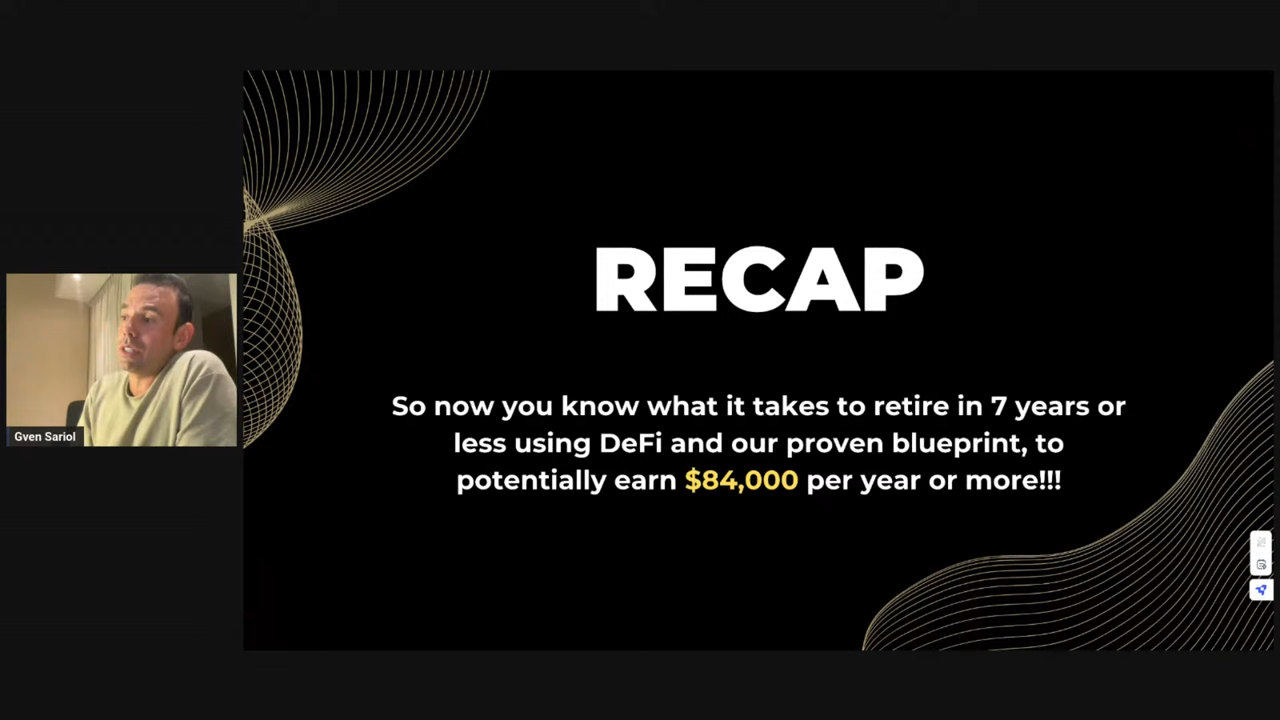 RECAP
So now you know what it takes to retire in 7 years or
less using DeFi and our proven blueprint, to
potentially earn $84,000 per year or more!!!
Gven Sariol